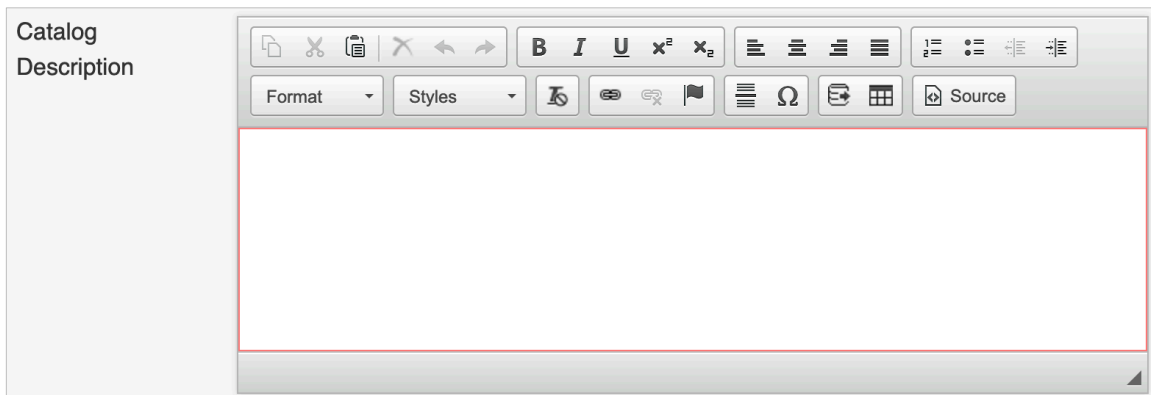 Catalog
Description
B I U x² x₂
Format Styles Ω Source